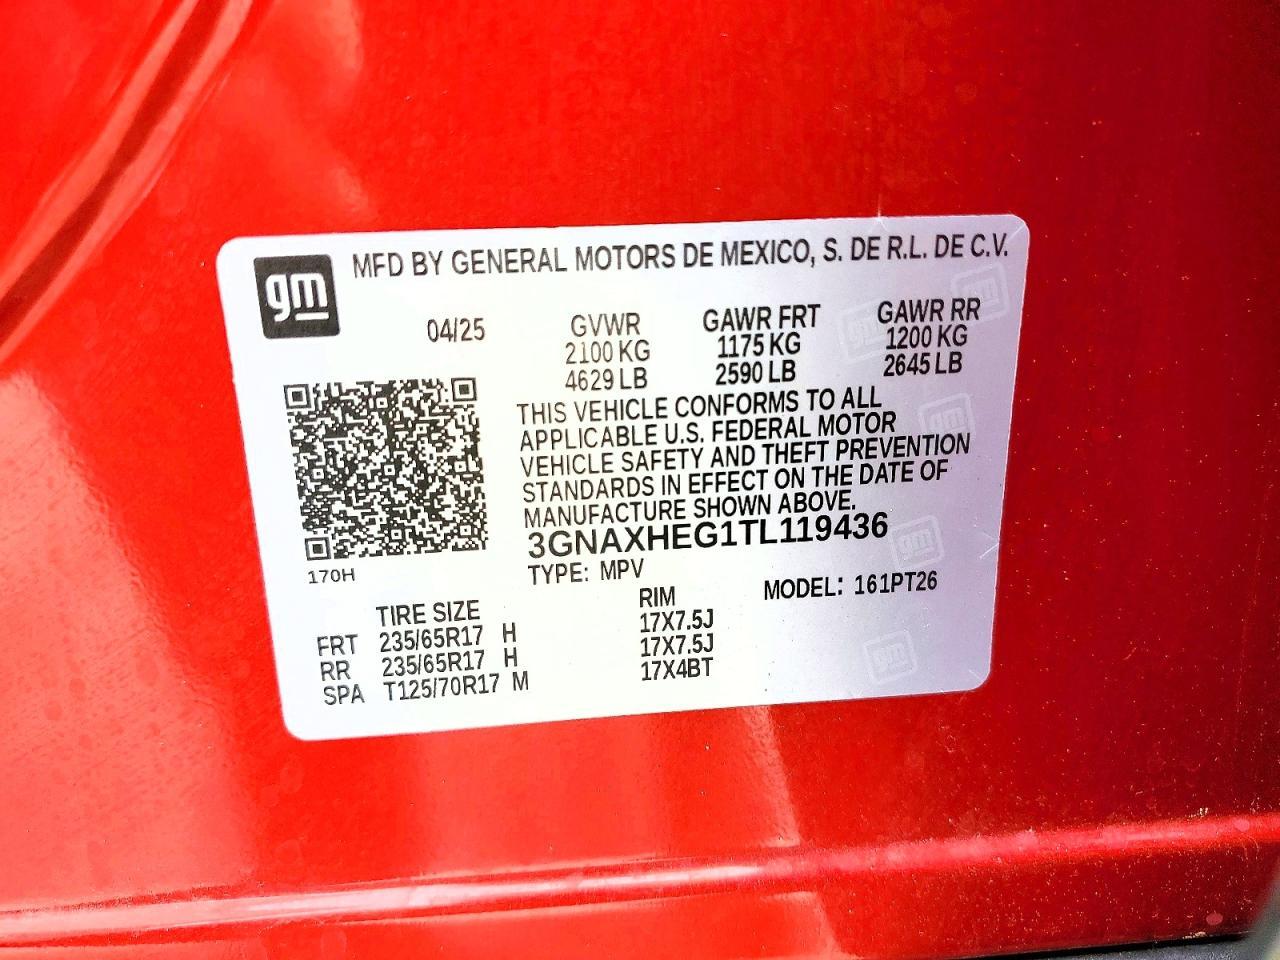 gm
MFD BY GENERAL MOTORS DE MEXICO, S. DE R.L. DE C.V.
04/25 GVWR GAWR FRT GAWR RR
2100 KG 1175 KG 1200 KG
4629 LB 2590 LB 2645 LB
THIS VEHICLE CONFORMS TO ALL
APPLICABLE U.S. FEDERAL MOTOR
VEHICLE SAFETY AND THEFT PREVENTION
STANDARDS IN EFFECT ON THE DATE OF
MANUFACTURE SHOWN ABOVE.
3GNAXHEG1TL119436
170H
TYPE: MPV MODEL: 161PT26
TIRE SIZE RIM
FRT 235/65R17 H 17X7.5J
RR 235/65R17 H 17X7.5J
SPA T125/70R17 M 17X4BT